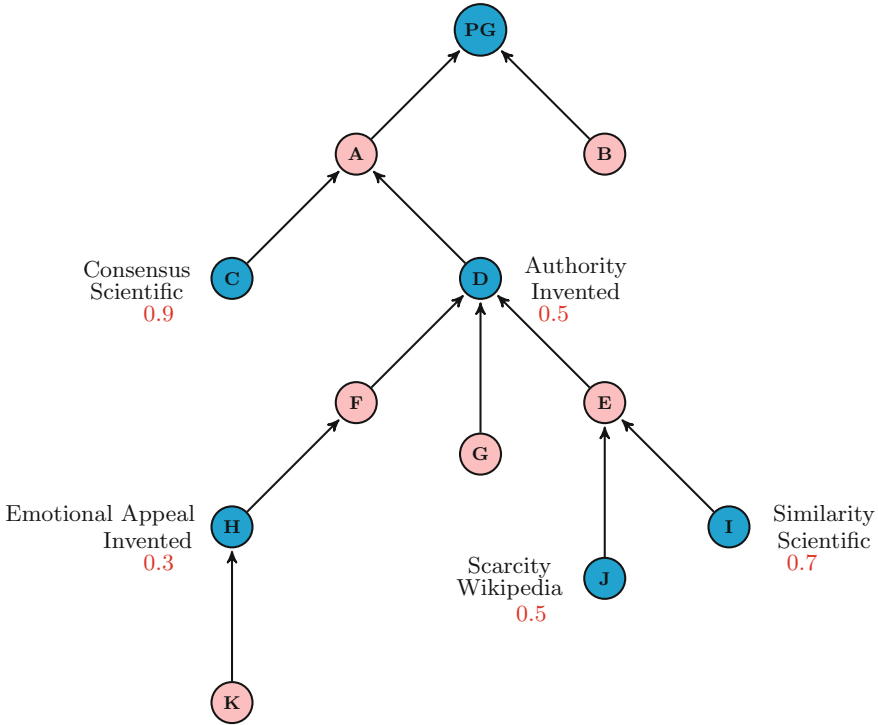 PG
A
B
Consensus
Scientific
0.9
C
D
Authority
Invented
0.5
F
E
G
Emotional Appeal
Invented
0.3
H
I
Similarity
Scientific
0.7
Scarcity
Wikipedia
0.5
J
K